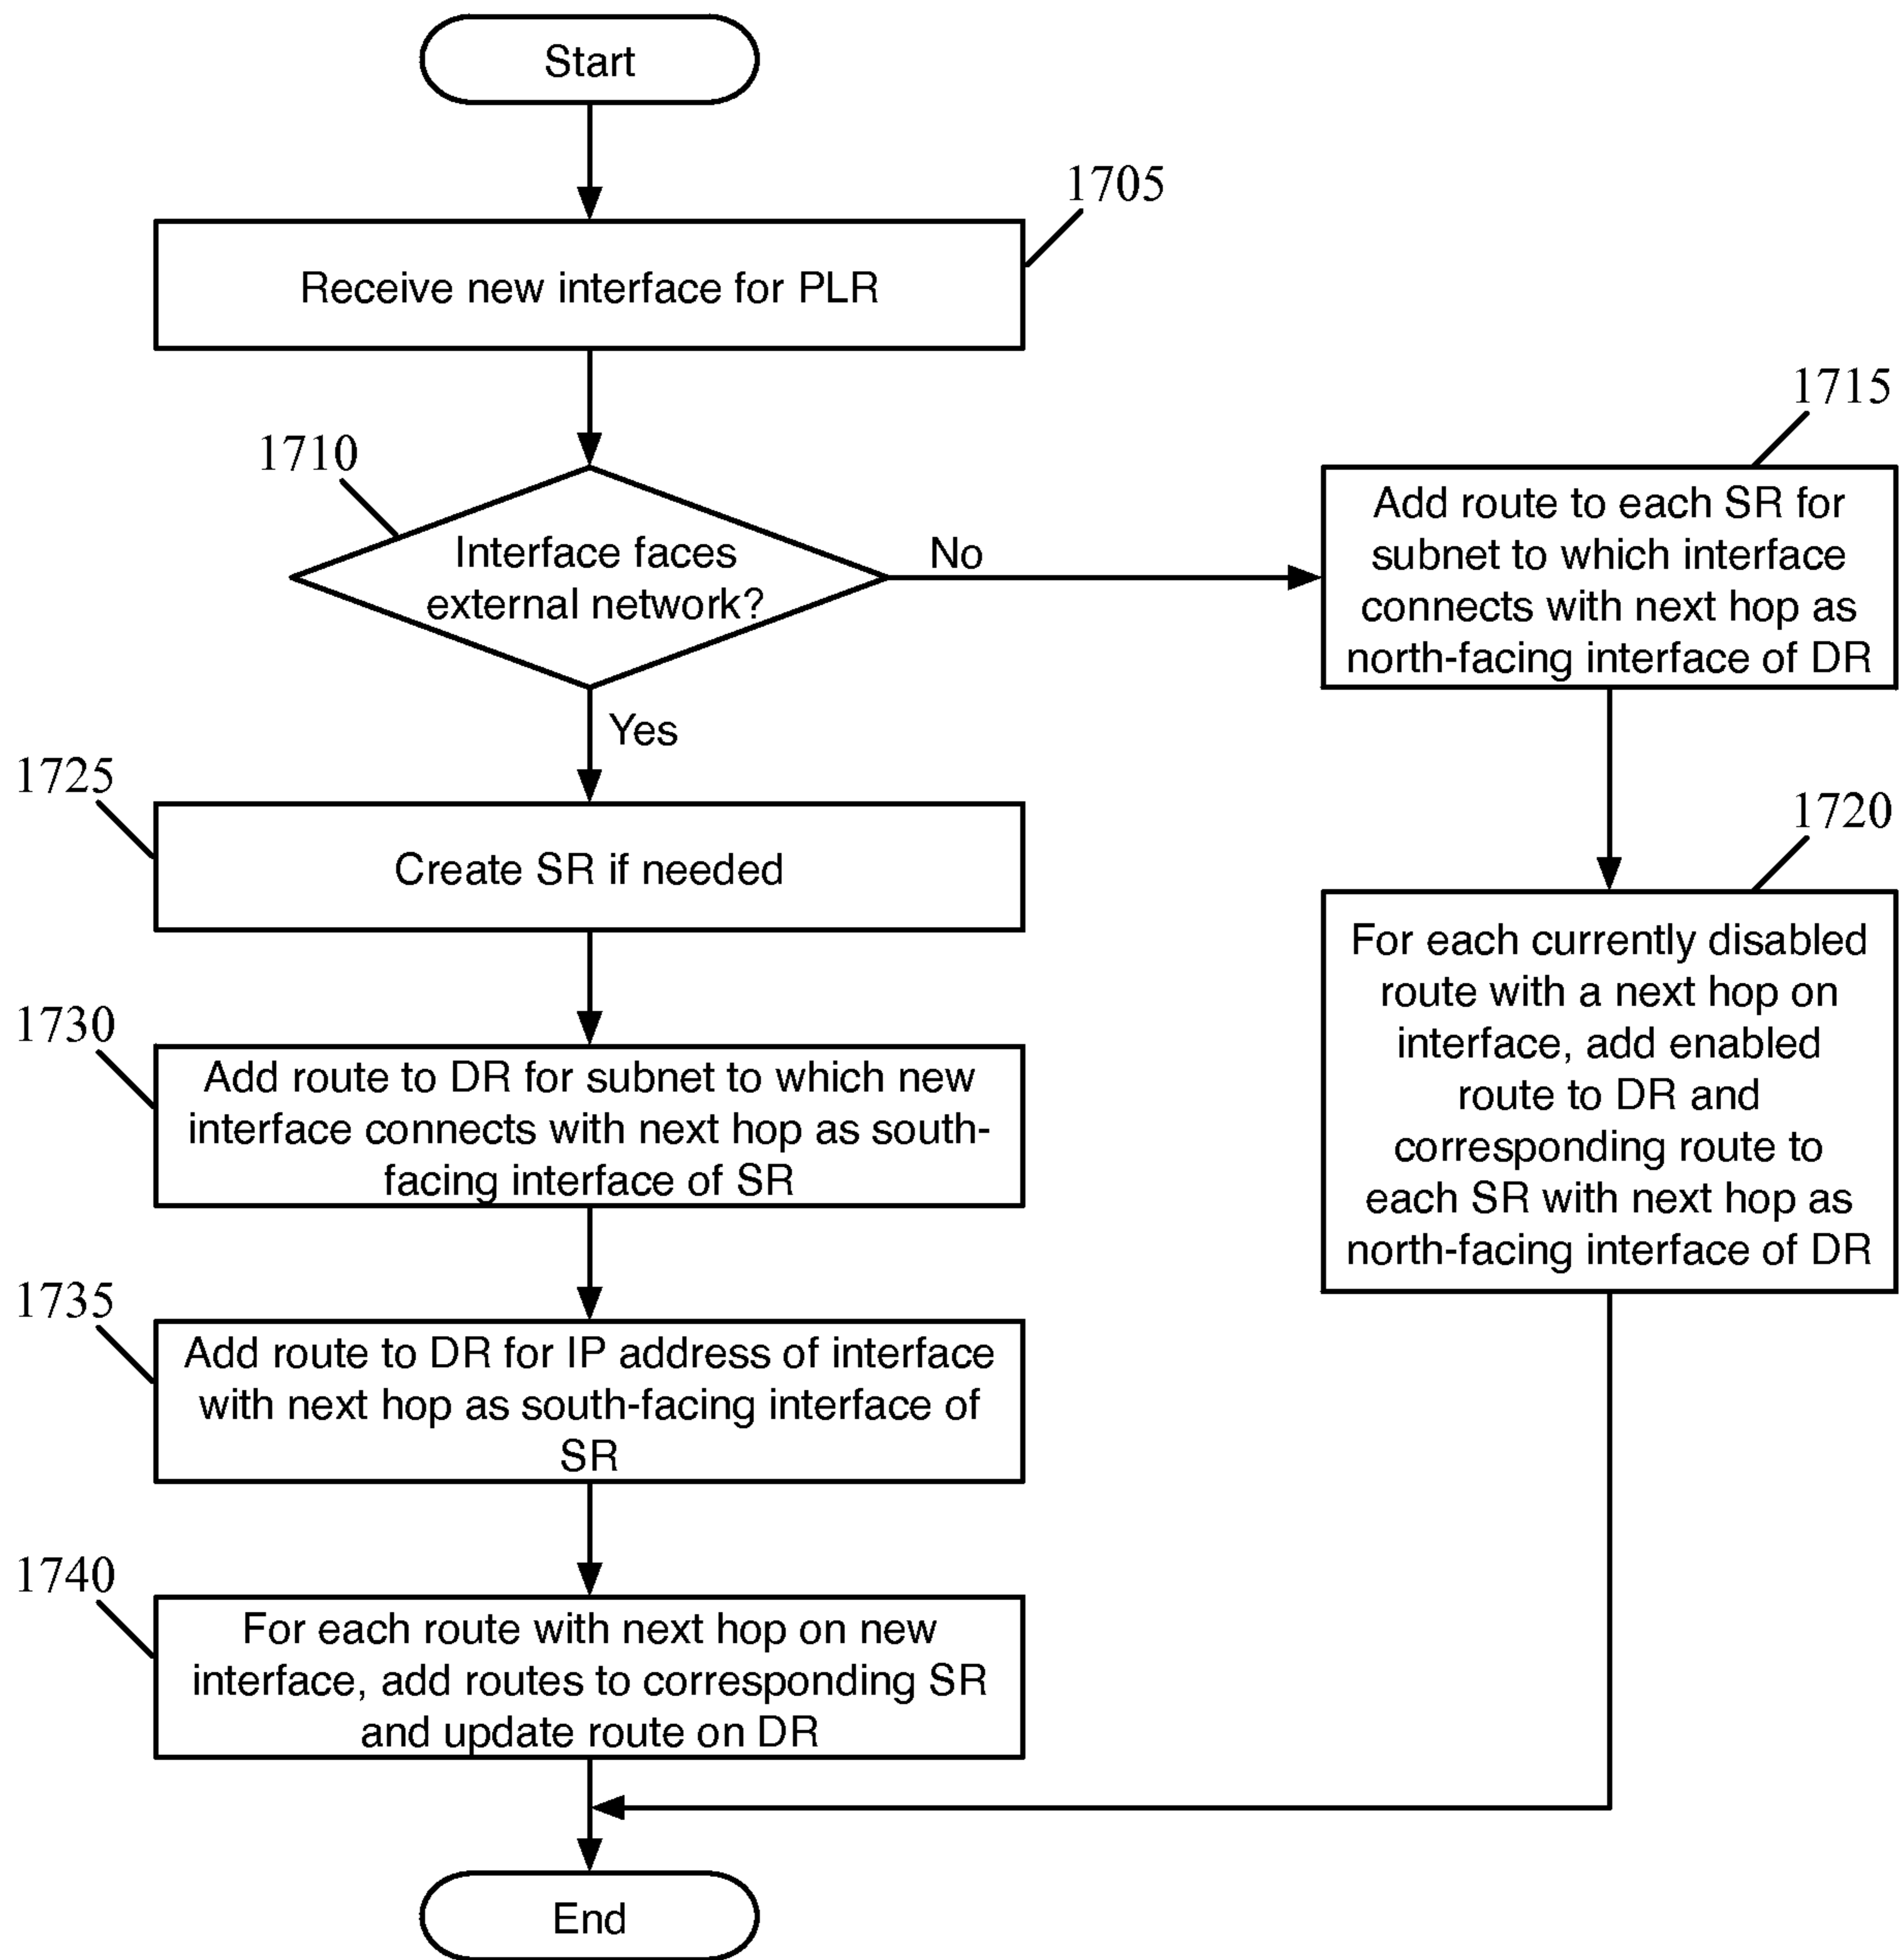 Start
1705
Receive new interface for PLR
1710
Interface faces
external network?
No
Yes
1715
Add route to each SR for
subnet to which interface
connects with next hop as
north-facing interface of DR
1720
For each currently disabled
route with a next hop on
interface, add enabled
route to DR and
corresponding route to
each SR with next hop as
north-facing interface of DR
1725
Create SR if needed
1730
Add route to DR for subnet to which new
interface connects with next hop as south-
facing interface of SR
1735
Add route to DR for IP address of interface
with next hop as south-facing interface of
SR
1740
For each route with next hop on new
interface, add routes to corresponding SR
and update route on DR
End